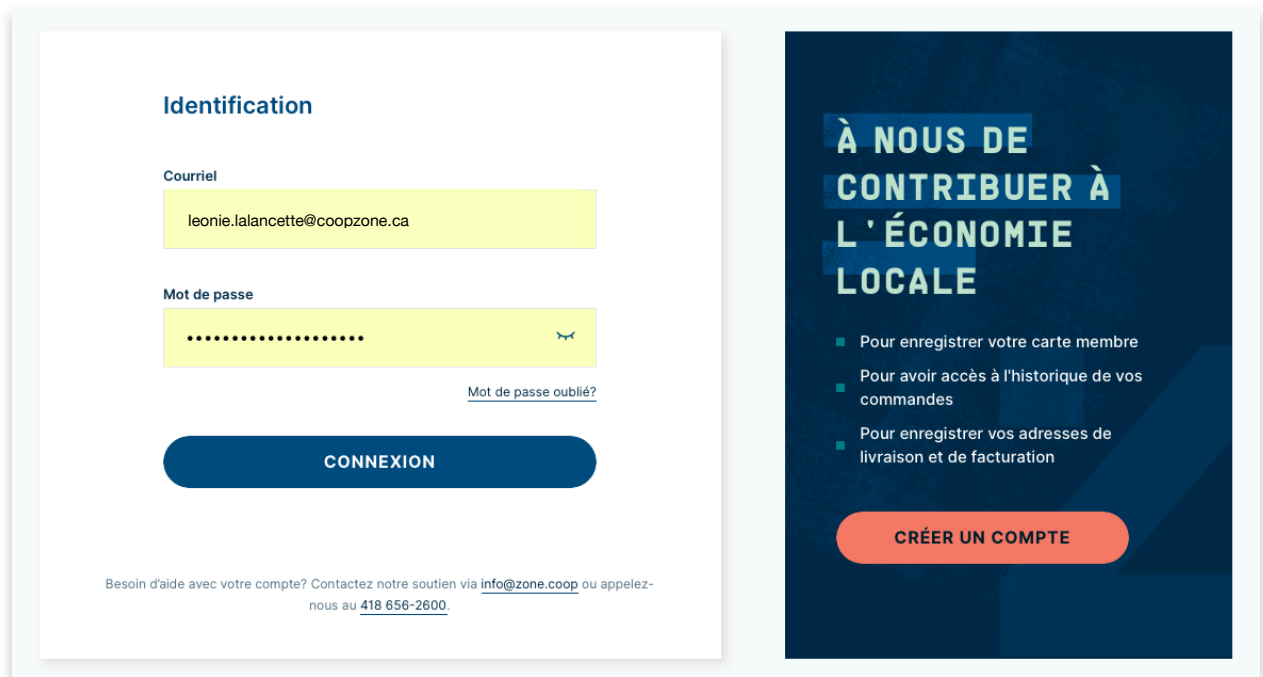 Identification
Courriel
leonie.lalancette@coopzone.ca
Mot de passe
••••••••••••••••••••
Mot de passe oublié?
CONNEXION
Besoin d'aide avec votre compte? Contactez notre soutien via info@zone.coop ou appelez-
nous au 418 656-2600.
À NOUS DE
CONTRIBUER À
L'ÉCONOMIE
LOCALE
Pour enregistrer votre carte membre
Pour avoir accès à l'historique de vos
commandes
Pour enregistrer vos adresses de
livraison et de facturation
CRÉER UN COMPTE